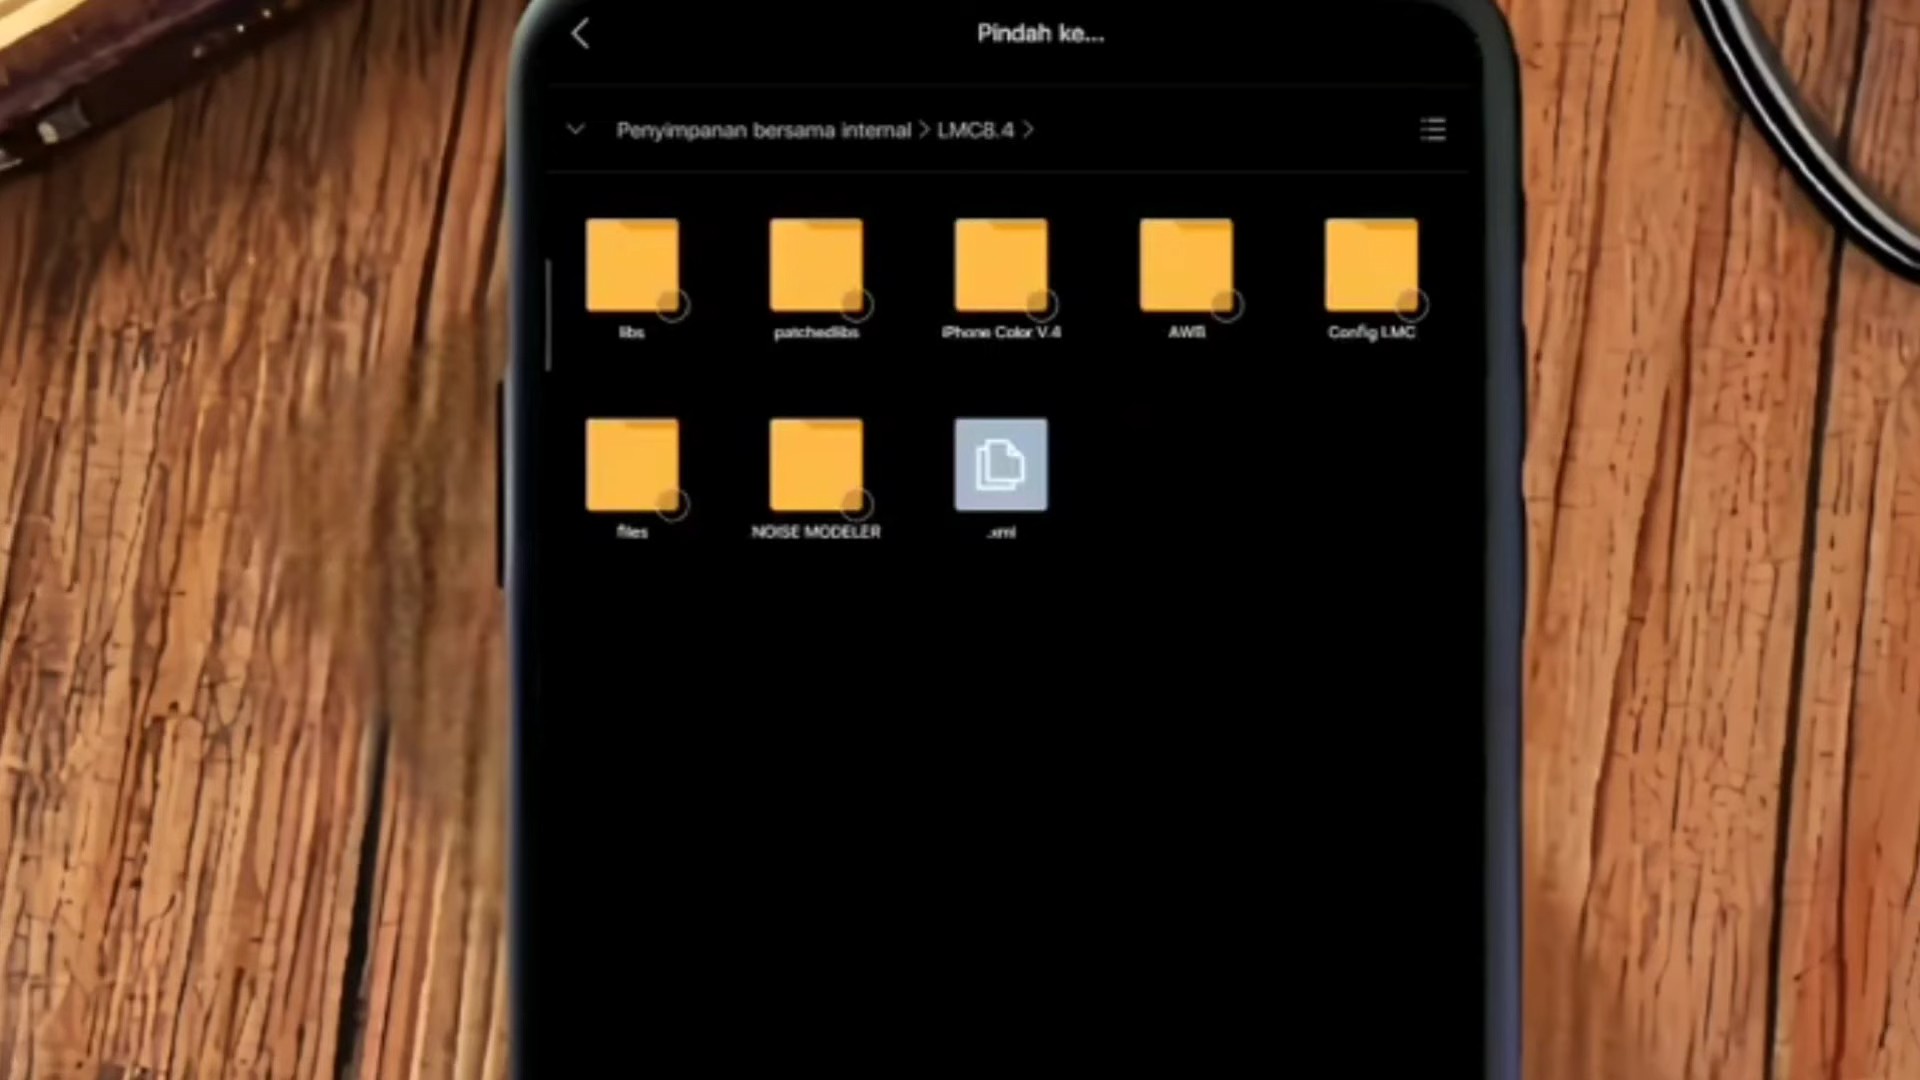 Pindah ke...
Penyimpanan bersama internal > LMC8.4 >
libs
patchedlibs
iPhone Color V.4
AWB
Config LMC
files
NOISE MODELER
.xml